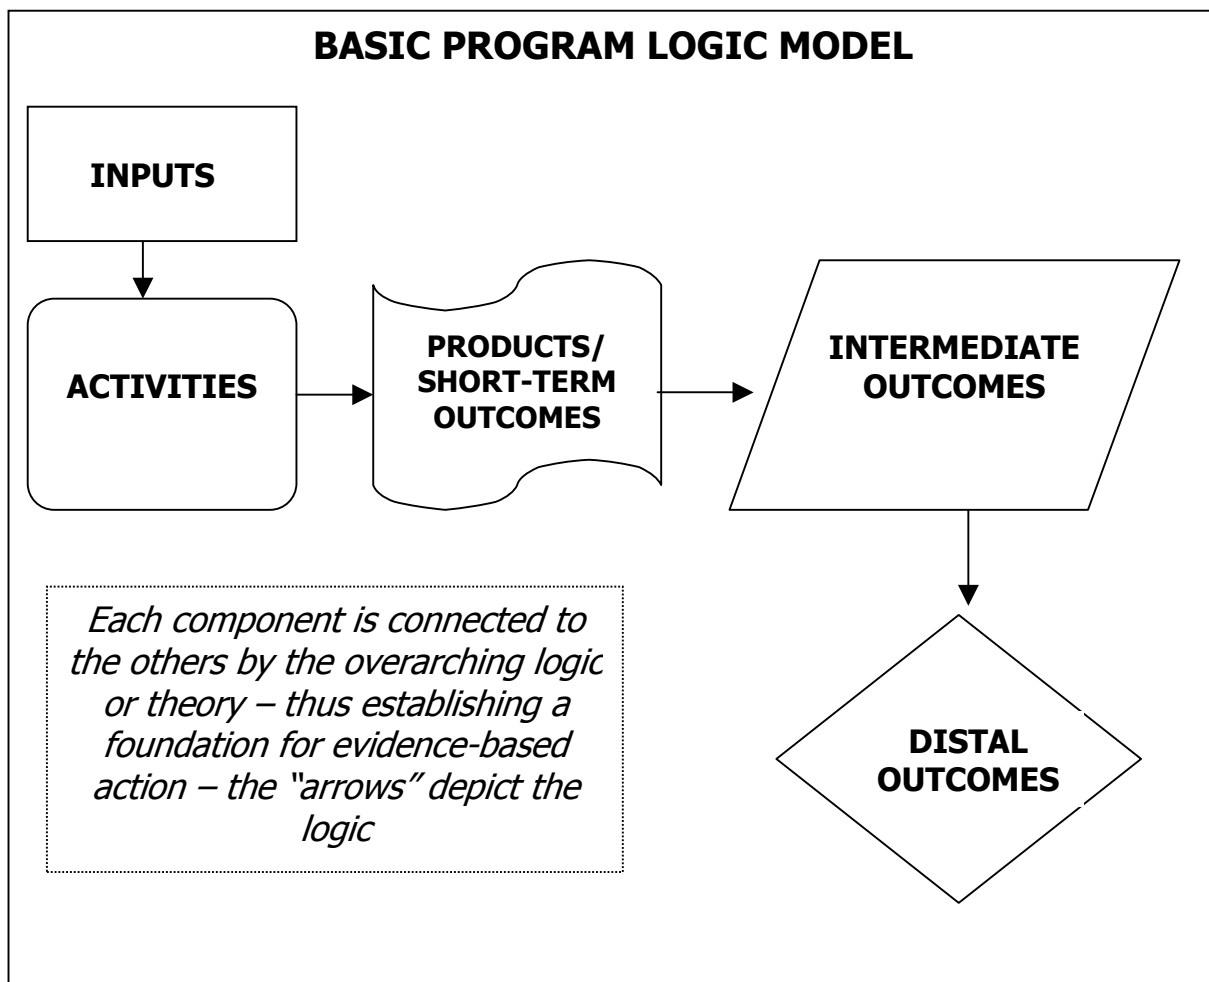 BASIC PROGRAM LOGIC MODEL
INPUTS
ACTIVITIES
PRODUCTS/
SHORT-TERM
OUTCOMES
INTERMEDIATE
OUTCOMES
Each component is connected to
the others by the overarching logic
or theory – thus establishing a
foundation for evidence-based
action – the “arrows” depict the
logic
DISTAL
OUTCOMES